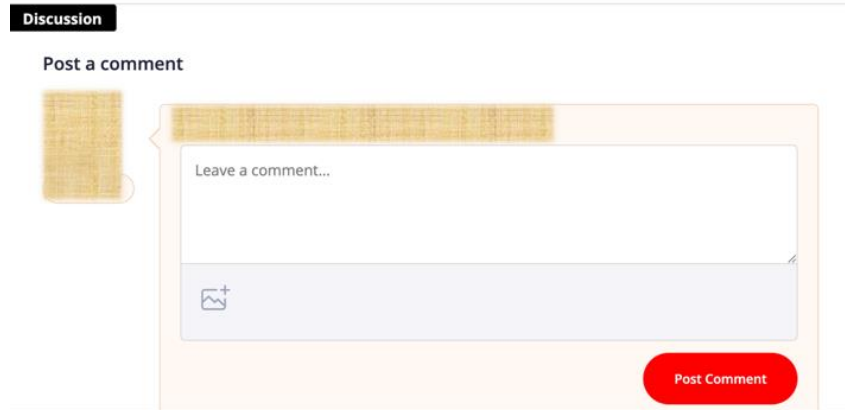 Discussion
Post a comment
Leave a comment...
Post Comment